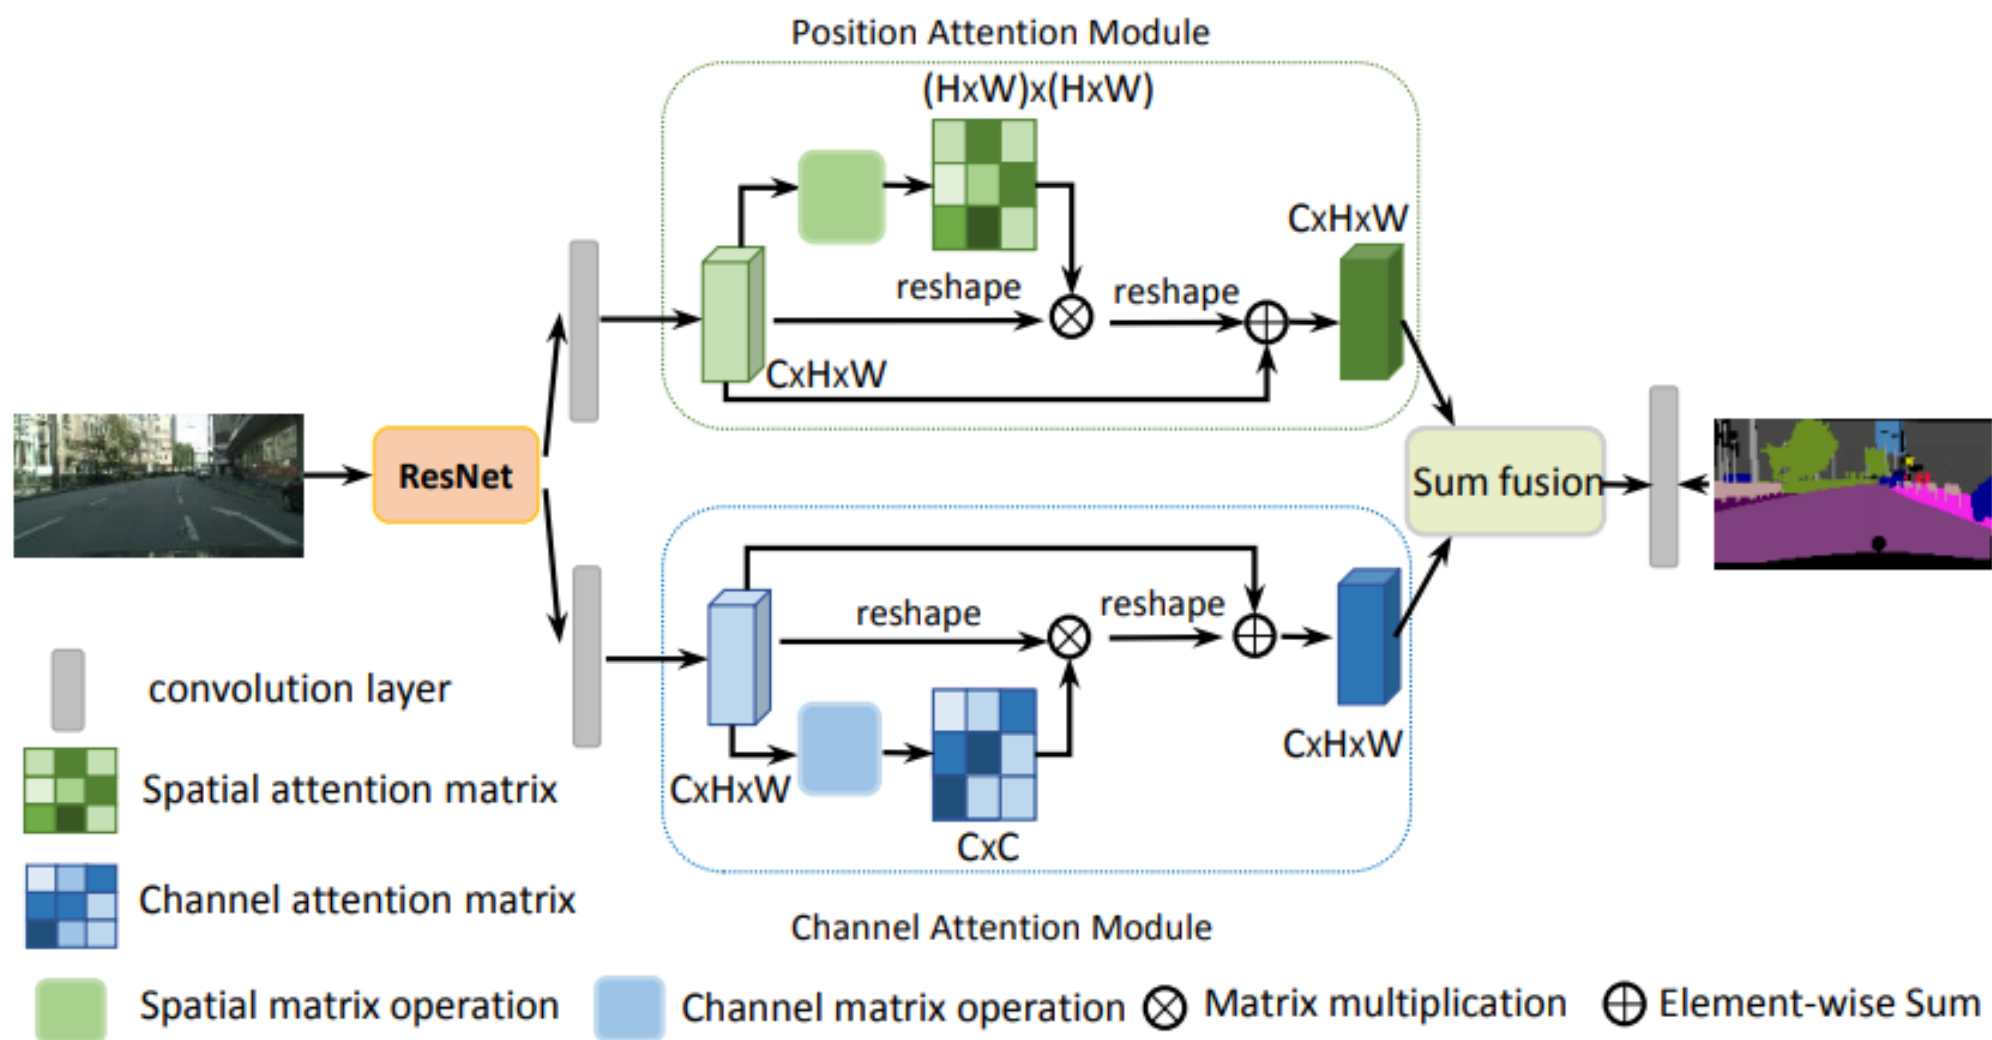 Position Attention Module
(HxW)x(HxW)
CxHxW
reshape
reshape
CxHxW
ResNet
Sum fusion
reshape
reshape
CxHxW
CxHxW
CxC
Channel Attention Module
convolution layer
Spatial attention matrix
Channel attention matrix
Spatial matrix operation
Channel matrix operation
Matrix multiplication
Element-wise Sum